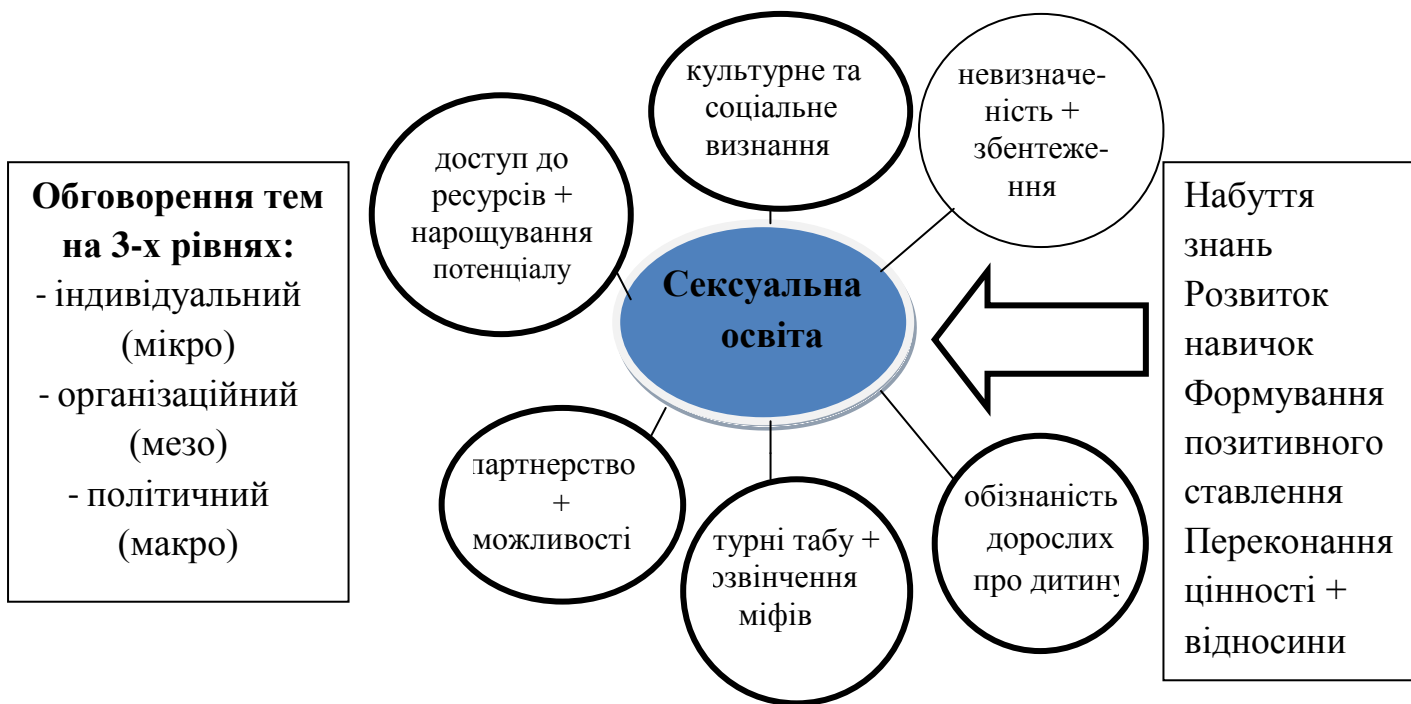 Обговорення тем
на 3-х рівнях:
- індивідуальний
(мікро)
- організаційний
(мезо)
- політичний
(макро)
доступ до
ресурсів +
нарощування
потенціалу
культурне та
соціальне
визнання
невизначе-
ність +
збентеже-
ння
Сексуальна
освіта
партнерство
+
можливості
табу +
міфів
обізнаність
дорослих
про дитину
Набуття
знань
Розвиток
навичок
Формування
позитивного
ставлення
Переконання
цінності +
відносини